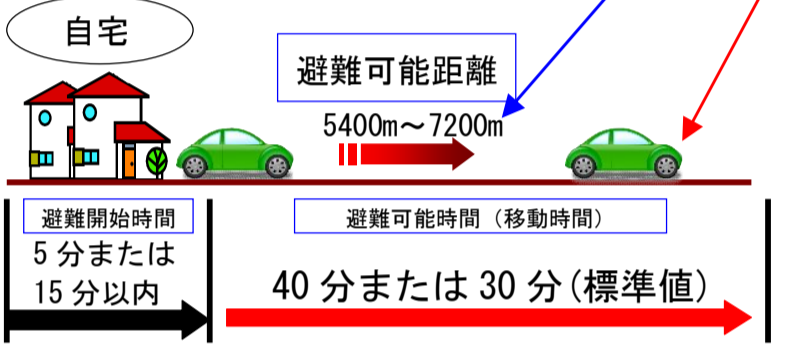 自宅
避難可能距離
5400m～7200m
避難開始時間
5分または
15分以内
避難可能時間（移動時間）
40分または30分(標準値)